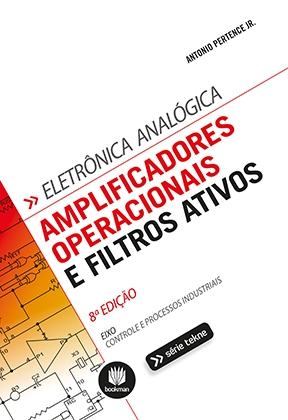 ANTONIO PERTENCE JR.
ELETRÔNICA ANALÓGICA
AMPLIFICADORES
OPERACIONAIS
E FILTROS ATIVOS
8ª EDIÇÃO
EIXO
CONTROLE E PROCESSOS INDUSTRIAIS
série tekne
bookman